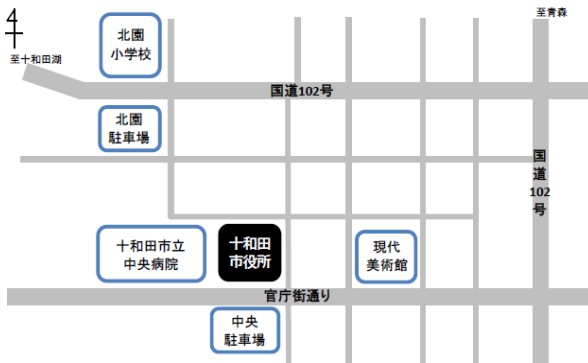 至青森
北園
小学校
至十和田湖
国道102号
北園
駐車場
国道102号
十和田市立
中央病院
十和田
市役所
現代
美術館
官庁街通り
中央
駐車場